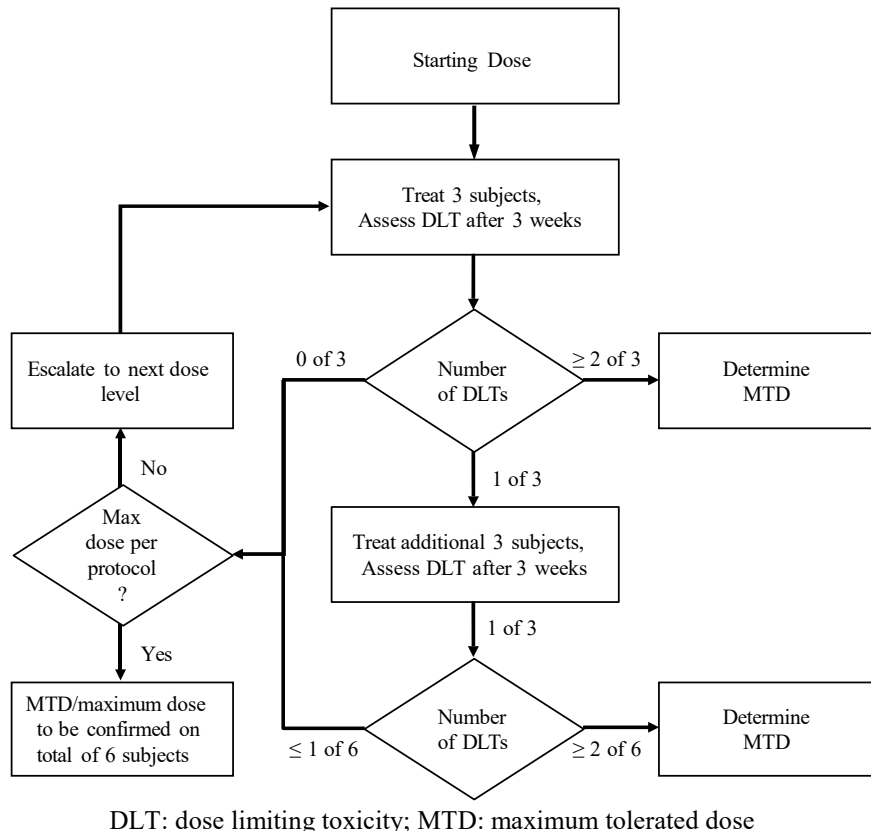 Starting Dose
Treat 3 subjects,
Assess DLT after 3 weeks
0 of 3
Number
of DLTs
≥ 2 of 3
Determine
MTD
Escalate to next dose
level
1 of 3
No
Max
dose per
protocol
?
Treat additional 3 subjects,
Assess DLT after 3 weeks
1 of 3
Yes
MTD/maximum dose
to be confirmed on
total of 6 subjects
≤ 1 of 6
Number
of DLTs
≥ 2 of 6
Determine
MTD
DLT: dose limiting toxicity; MTD: maximum tolerated dose